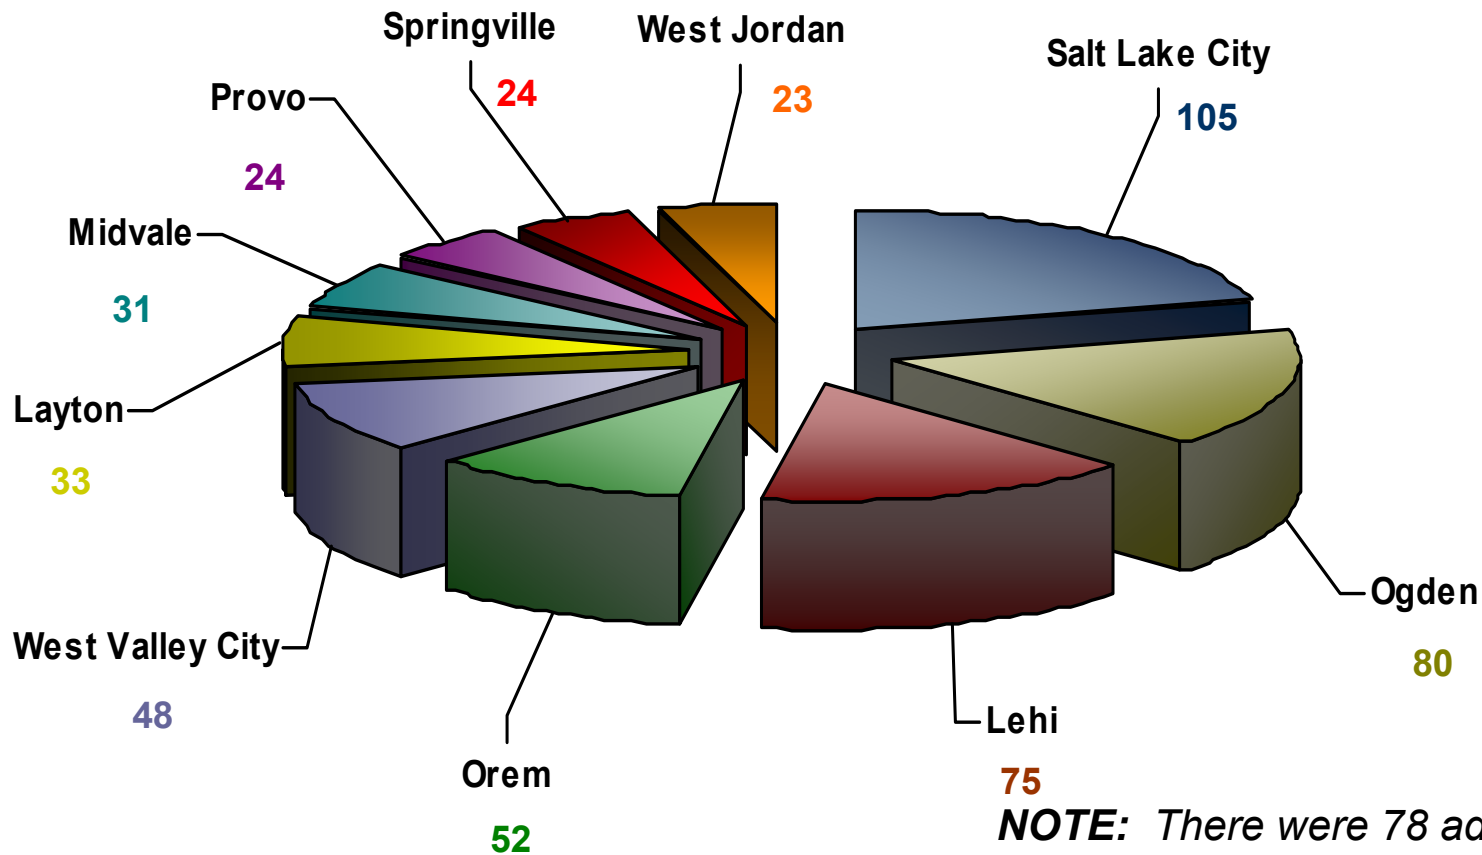 Springville
24
West Jordan
23
Salt Lake City
105
Provo
24
Midvale
31
Layton
33
West Valley City
48
Orem
52
Lehi
75
Ogden
80
NOTE: There were 78 ad